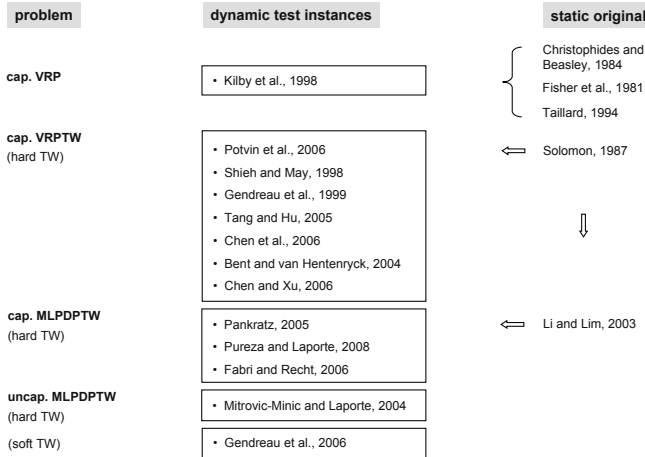 problem
dynamic test instances
static original
cap. VRP
• Kilby et al., 1998
Christophides and
Beasley, 1984
Fisher et al., 1981
Taillard, 1994
cap. VRPTW
(hard TW)
• Potvin et al., 2006
• Shieh and May, 1998
• Gendreau et al., 1999
• Tang and Hu, 2005
• Chen et al., 2006
• Bent and van Hentenryck, 2004
• Chen and Xu, 2006
Solomon, 1987
cap. MLPDPTW
(hard TW)
• Pankratz, 2005
• Pureza and Laporte, 2008
• Fabri and Recht, 2006
Li and Lim, 2003
uncap. MLPDPTW
(hard TW)
• Mitrovic-Minic and Laporte, 2004
(soft TW)
• Gendreau et al., 2006